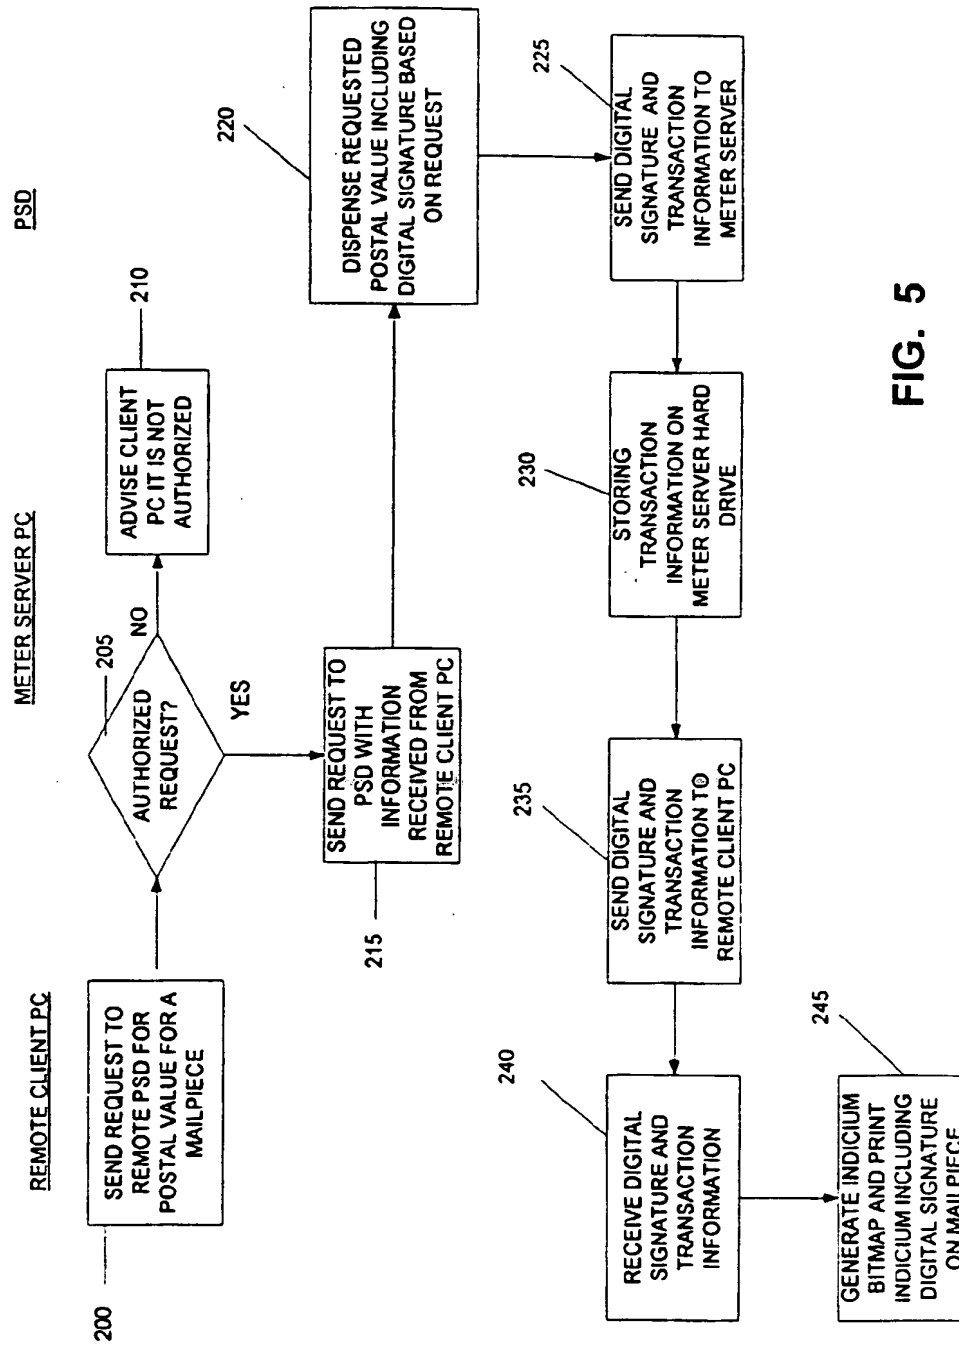 REMOTE CLIENT PC
METER SERVER PC
PSD
200
SEND REQUEST TO
REMOTE PSD FOR
POSTAL VALUE FOR A
MAILPIECE
205
AUTHORIZED
REQUEST?
NO
YES
210
ADVISE CLIENT
PC IT IS NOT
AUTHORIZED
215
SEND REQUEST TO
PSD WITH
INFORMATION
RECEIVED FROM
REMOTE CLIENT PC
220
DISPENSE REQUESTED
POSTAL VALUE INCLUDING
DIGITAL SIGNATURE BASED
ON REQUEST
225
SEND DIGITAL
SIGNATURE AND
TRANSACTION
INFORMATION TO
METER SERVER
230
STORING
TRANSACTION
INFORMATION ON
METER SERVER HARD
DRIVE
235
SEND DIGITAL
SIGNATURE AND
TRANSACTION
INFORMATION TO
REMOTE CLIENT PC
240
RECEIVE DIGITAL
SIGNATURE AND
TRANSACTION
INFORMATION
245
GENERATE INDICIUM
BITMAP AND PRINT
INDICIUM INCLUDING
DIGITAL SIGNATURE
ON MAILPIECE
FIG. 5